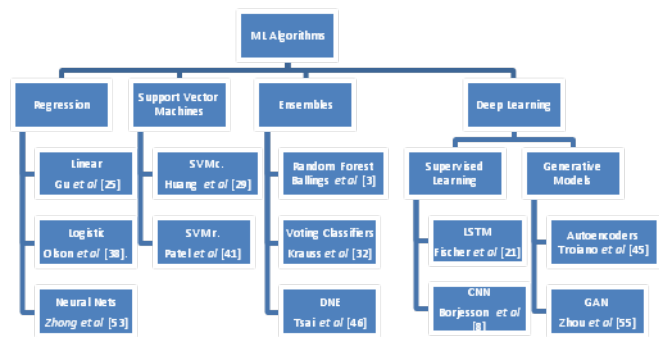 ML Algorithms
Regression
Support Vector
Machines
Ensembles
Deep Learning
Linear
Gu et al [25]
SVMc.
Huang et al [29]
Random Forest
Ballings et al [3]
Supervised
Learning
Generative
Models
Logistic
Olson et al [38].
SVMr.
Patel et al [41]
Voting Classifiers
Krauss et al [32]
LSTM
Fischer et al [21]
Autoencoders
Troiano et al [45]
Neural Nets
Zhong et al [53]
DNE
Tsai et al [46]
CNN
Borjesson et al
[8]
GAN
Zhou et al [55]